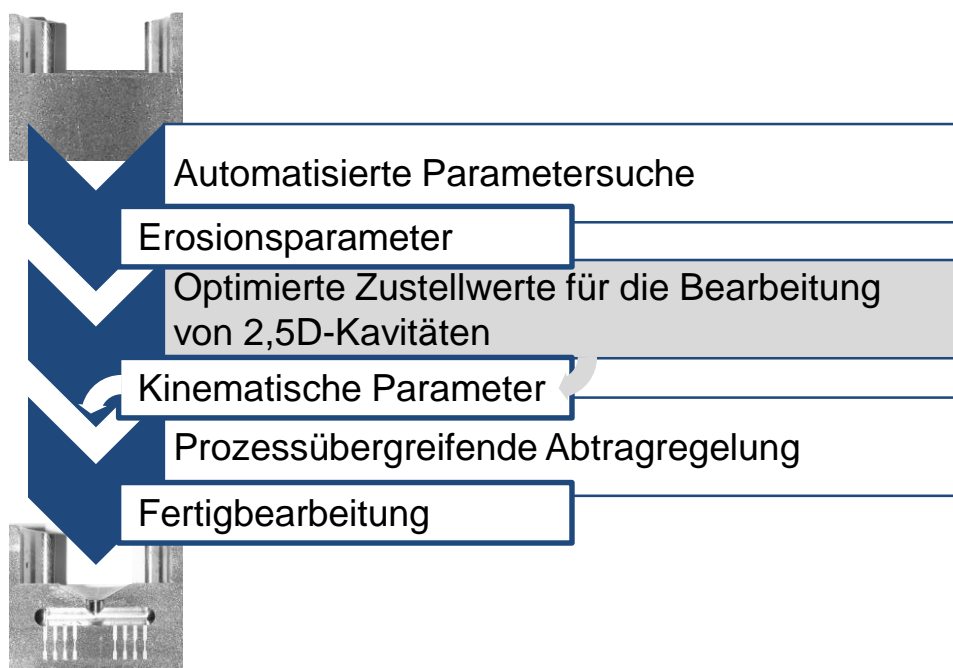 Automatisierte Parametersuche
Erosionsparameter
Optimierte Zustellwerte für die Bearbeitung
von 2,5D-Kavitäten
Kinematische Parameter
Prozessübergreifende Abtragregelung
Fertigbearbeitung